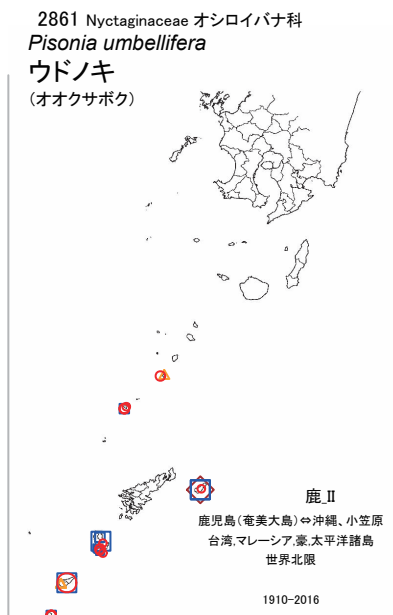 2861 Nyctaginaceae オシロイバナ科
Pisonia umbellifera
ウドノキ
(オオクサボク)
鹿_II
鹿児島(奄美大島)⇔沖縄、小笠原
台湾,マレーシア,豪,太平洋諸島
世界北限
1910-2016